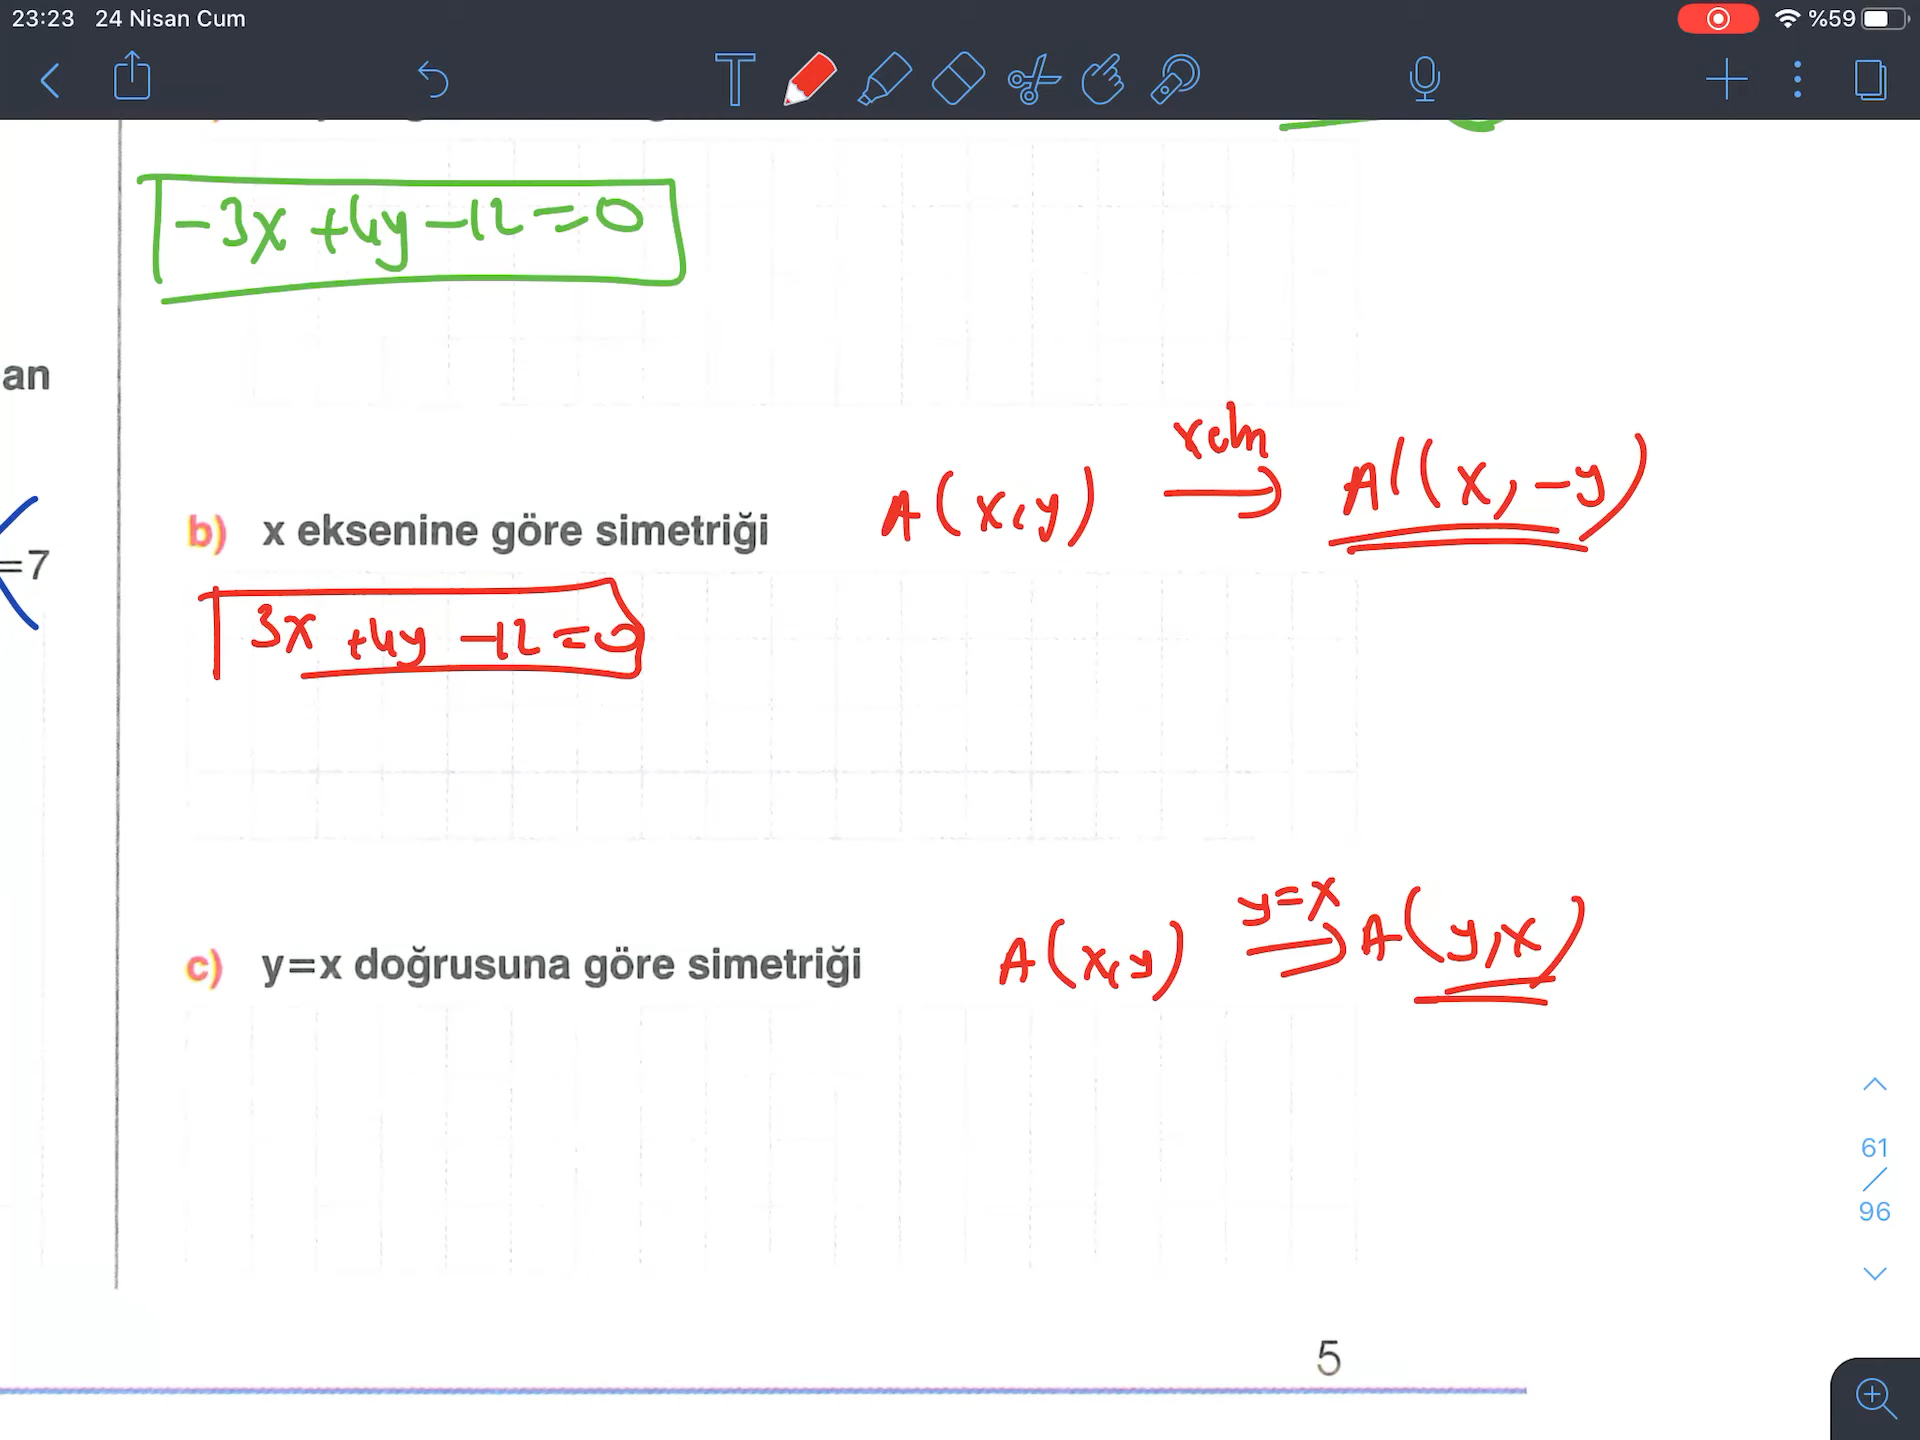 23:23 24 Nisan Cum
%59
-3x +4y -12=0
an
A(x,y) → A'(x,-y)
b) x eksenine göre simetriği
=7
3x +4y -12=0
y=x
A(x,y) → A(y,x)
c) y=x doğrusuna göre simetriği
61
/
96
5